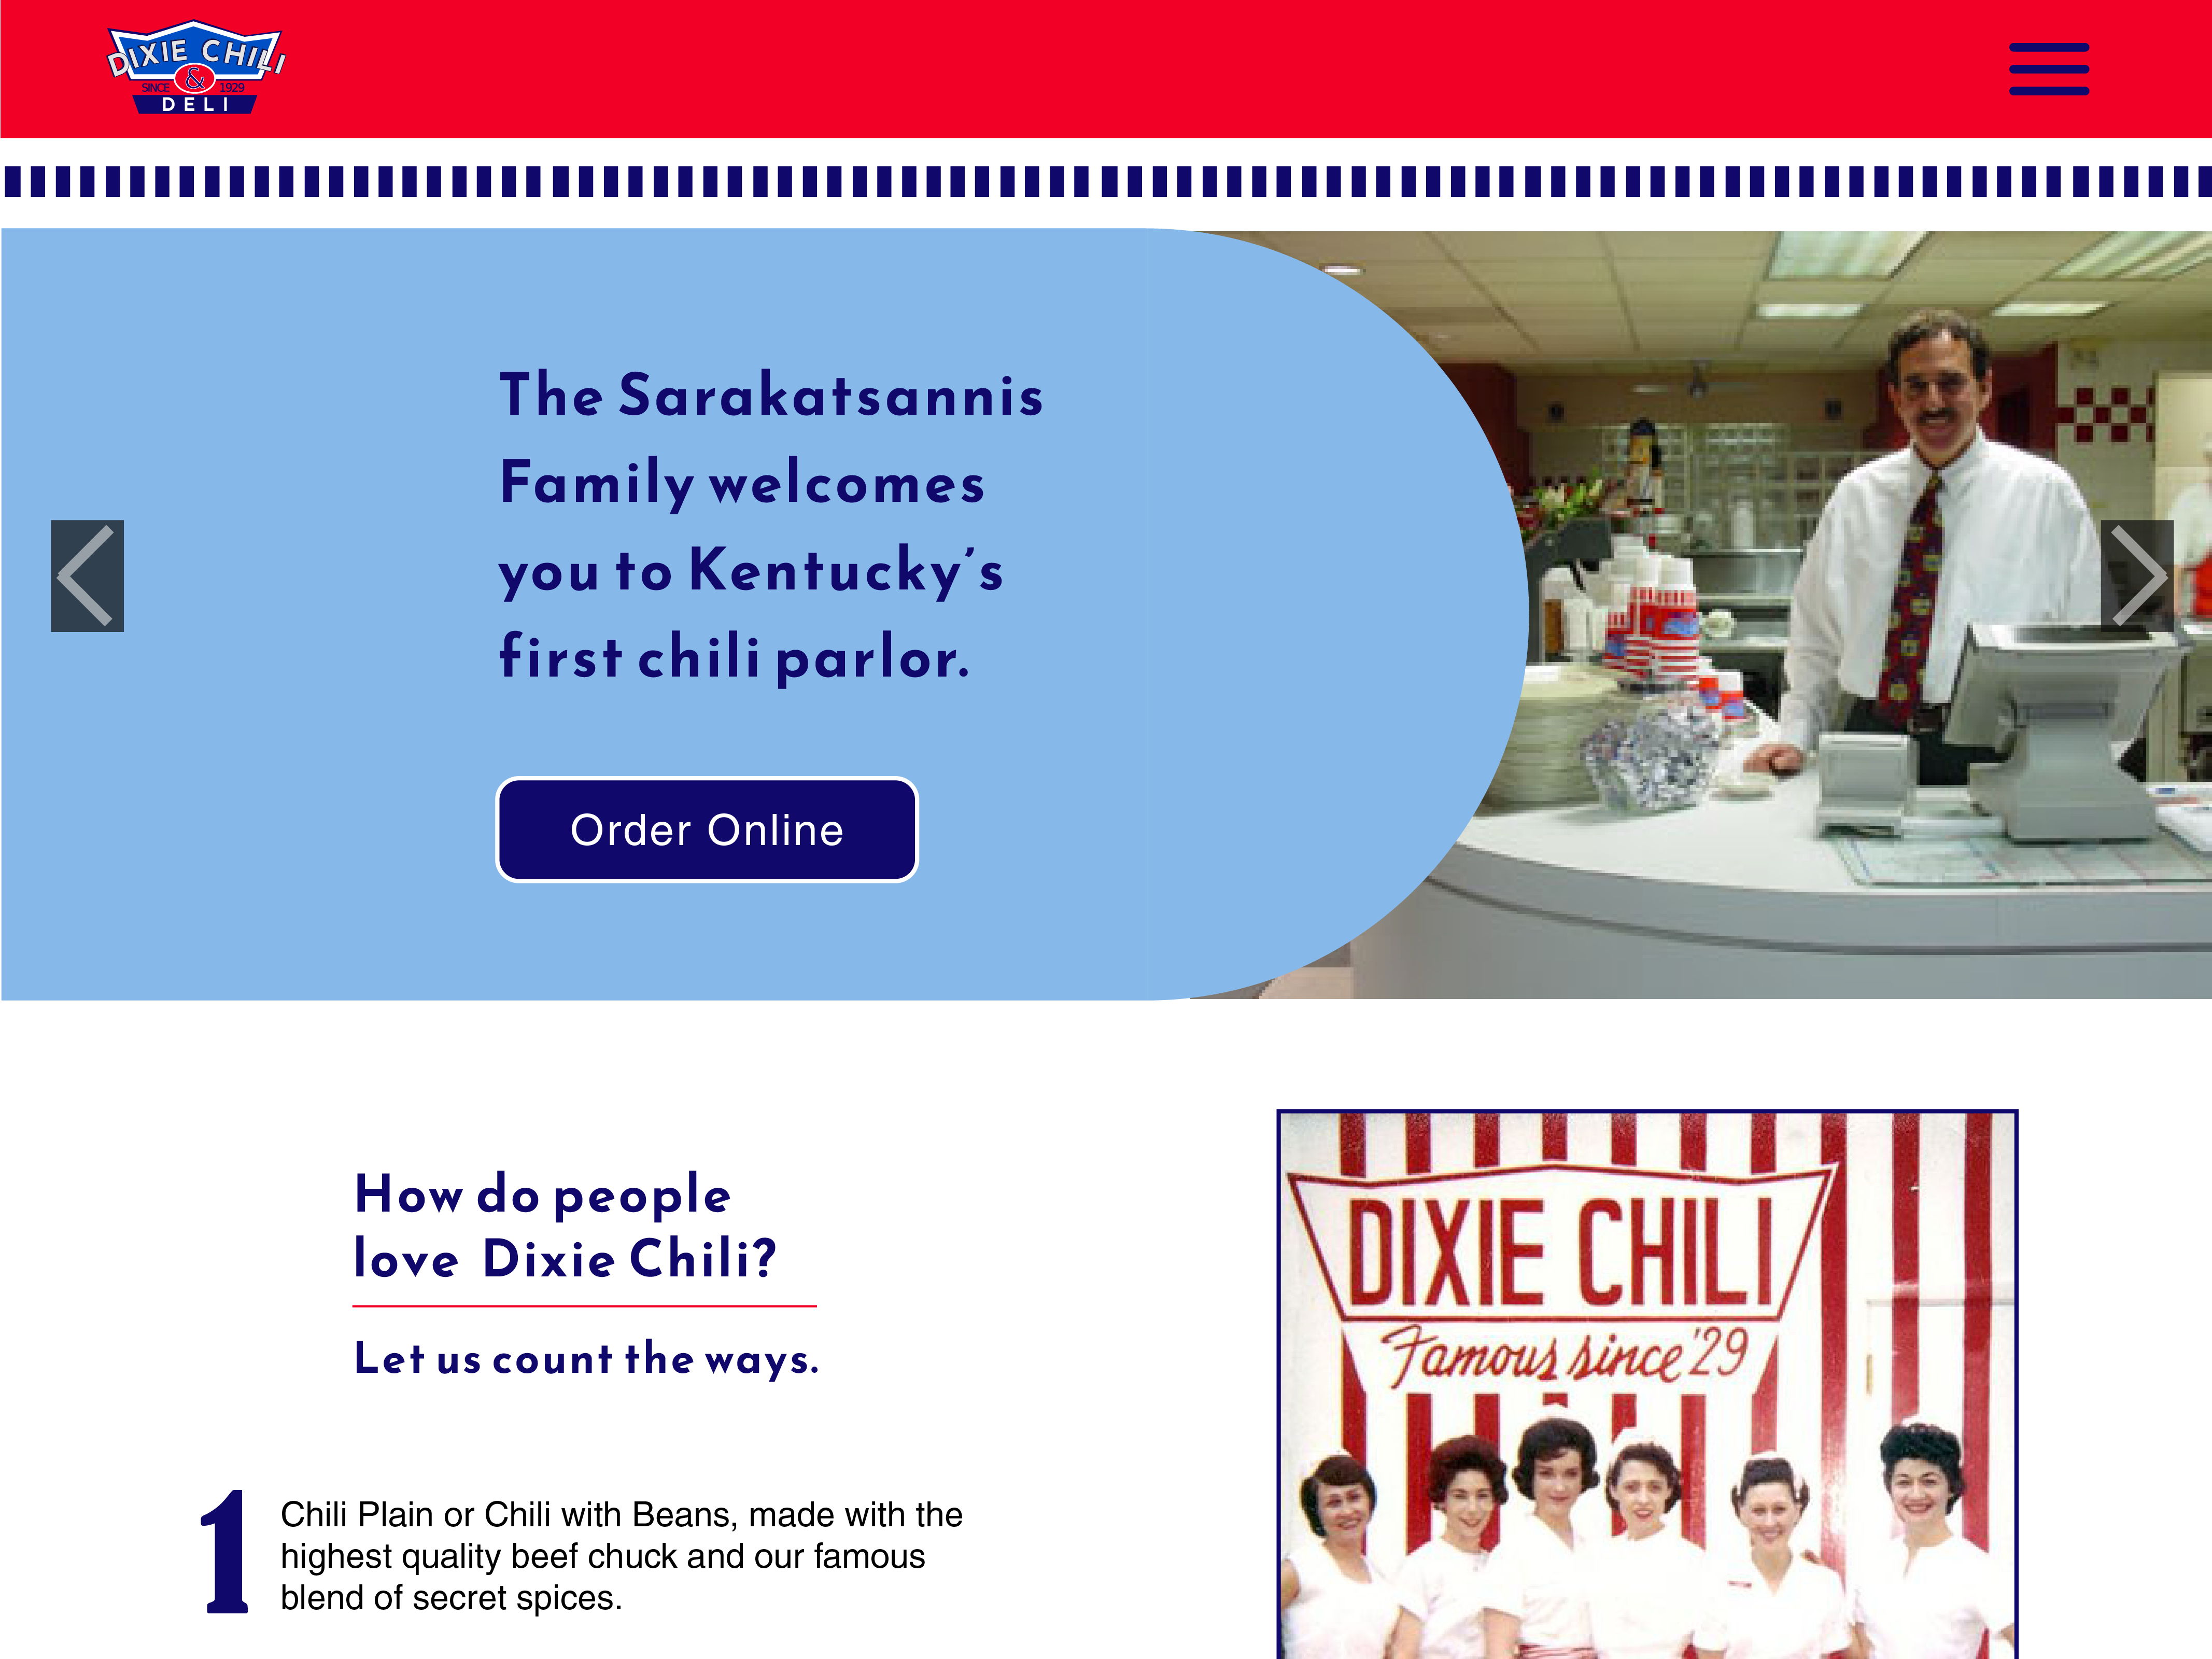 DIXIE CHILI
&
SINCE 1929
DELI
The Sarakatsannis
Family welcomes
you to Kentucky’s
first chili parlor.
Order Online
How do people
love Dixie Chili?
Let us count the ways.
1
Chili Plain or Chili with Beans, made with the
highest quality beef chuck and our famous
blend of secret spices.
DIXIE CHILI
Famous since '29